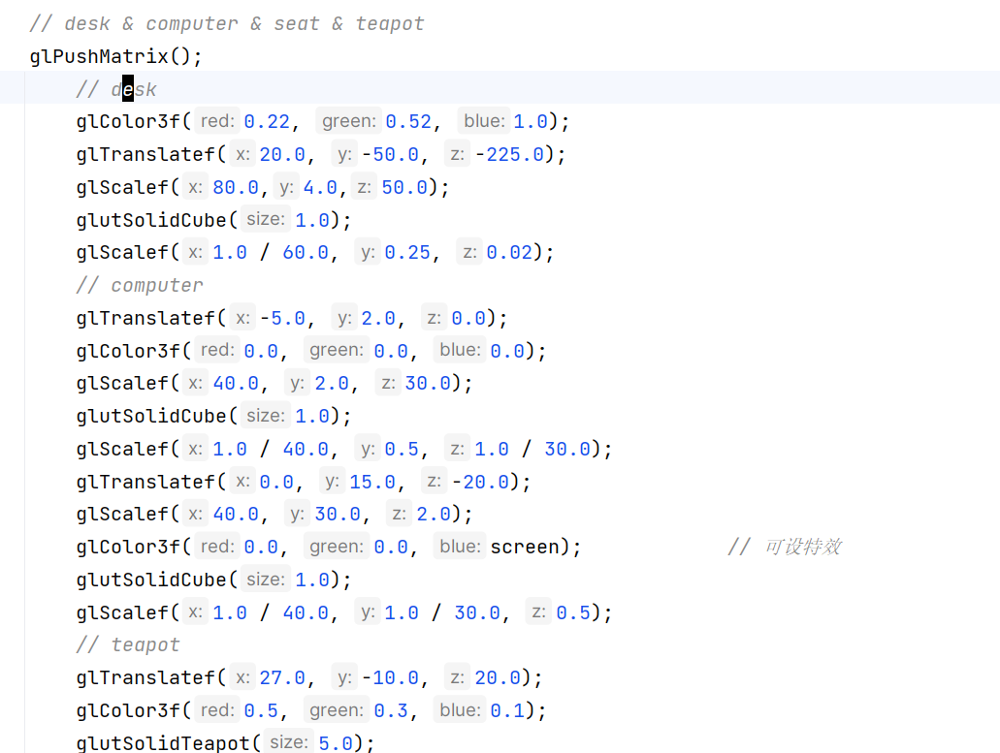 // desk & computer & seat & teapot
glPushMatrix();
// desk
glColor3f( red: 0.22, green: 0.52, blue: 1.0);
glTranslatef( x: 20.0, y: -50.0, z: -225.0);
glScalef( x: 80.0, y: 4.0, z: 50.0);
glutSolidCube( size: 1.0);
glScalef( x: 1.0 / 60.0, y: 0.25, z: 0.02);
// computer
glTranslatef( x: -5.0, y: 2.0, z: 0.0);
glColor3f( red: 0.0, green: 0.0, blue: 0.0);
glScalef( x: 40.0, y: 2.0, z: 30.0);
glutSolidCube( size: 1.0);
glScalef( x: 1.0 / 40.0, y: 0.5, z: 1.0 / 30.0);
glTranslatef( x: 0.0, y: 15.0, z: -20.0);
glScalef( x: 40.0, y: 30.0, z: 2.0);
glColor3f( red: 0.0, green: 0.0, blue: screen); // 可设特效
glutSolidCube( size: 1.0);
glScalef( x: 1.0 / 40.0, y: 1.0 / 30.0, z: 0.5);
// teapot
glTranslatef( x: 27.0, y: -10.0, z: 20.0);
glColor3f( red: 0.5, green: 0.3, blue: 0.1);
glutSolidTeapot( size: 5.0);